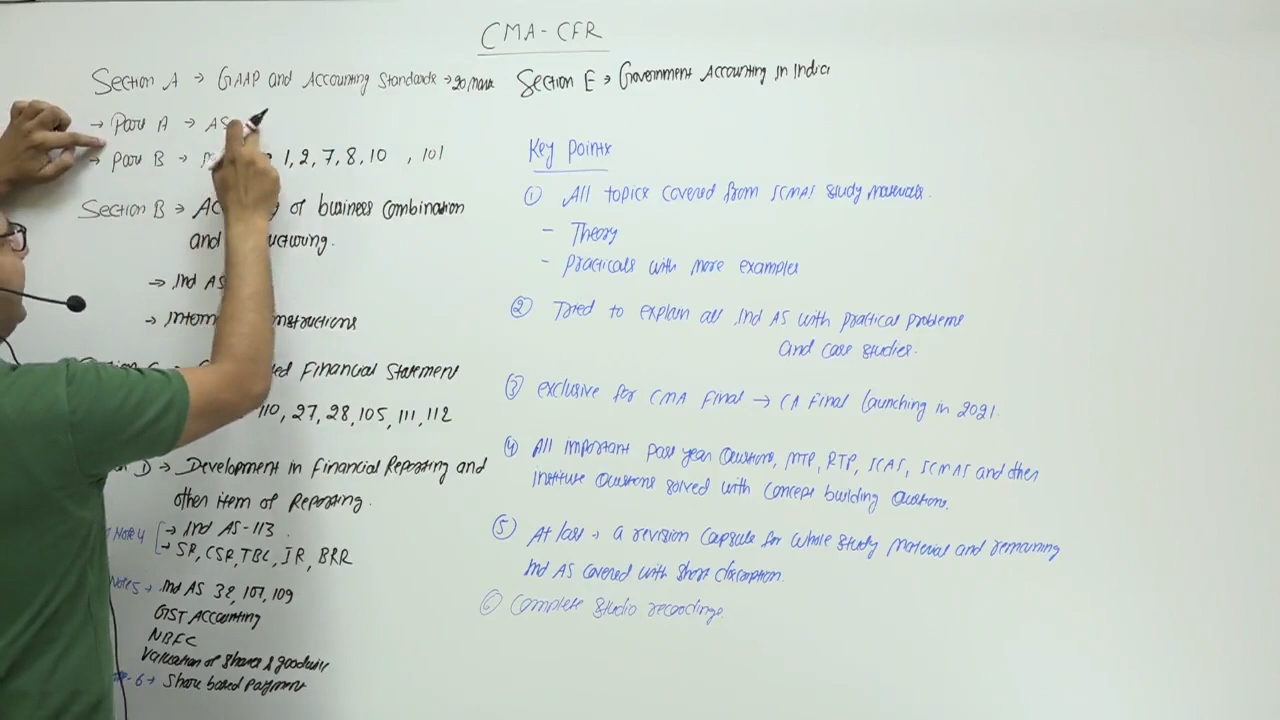 CMA - CFR
Section A → GAAP and Accounting Standards → 20 mark
→ Part A → AS
→ Part B → 1, 2, 7, 8, 10 , 101
Section B → of business Combination
and
→ Ind AS
→
Financial Statement
110, 27, 28, 105, 111, 112
D → Development in Financial Reporting and
other item of Reporting.
Note 4 → Ind AS-113
→ SR, CSR, TBL, IR, BRR
Note 5 → Ind AS 32, 107, 109
GST Accounting
NBFC
Valuation of Shares & goodwill
- 6 → Share based Payment
Section E → Government Accounting in India
Key Points
① All topics covered from ICMAI Study Materials.
- Theory
- Practicals with more examples
② Tried to explain all Ind AS with practical problems
and case studies.
③ exclusive for CMA Final → CA Final launching in 2021.
④ All important past year Questions, MTP, RTP, ICAI, ICMAI and other
institute Questions solved with concept building Questions.
⑤ At last → a revision Capsule for whole study Material and remaining
Ind AS covered with short
⑥ Complete Studio recordings.